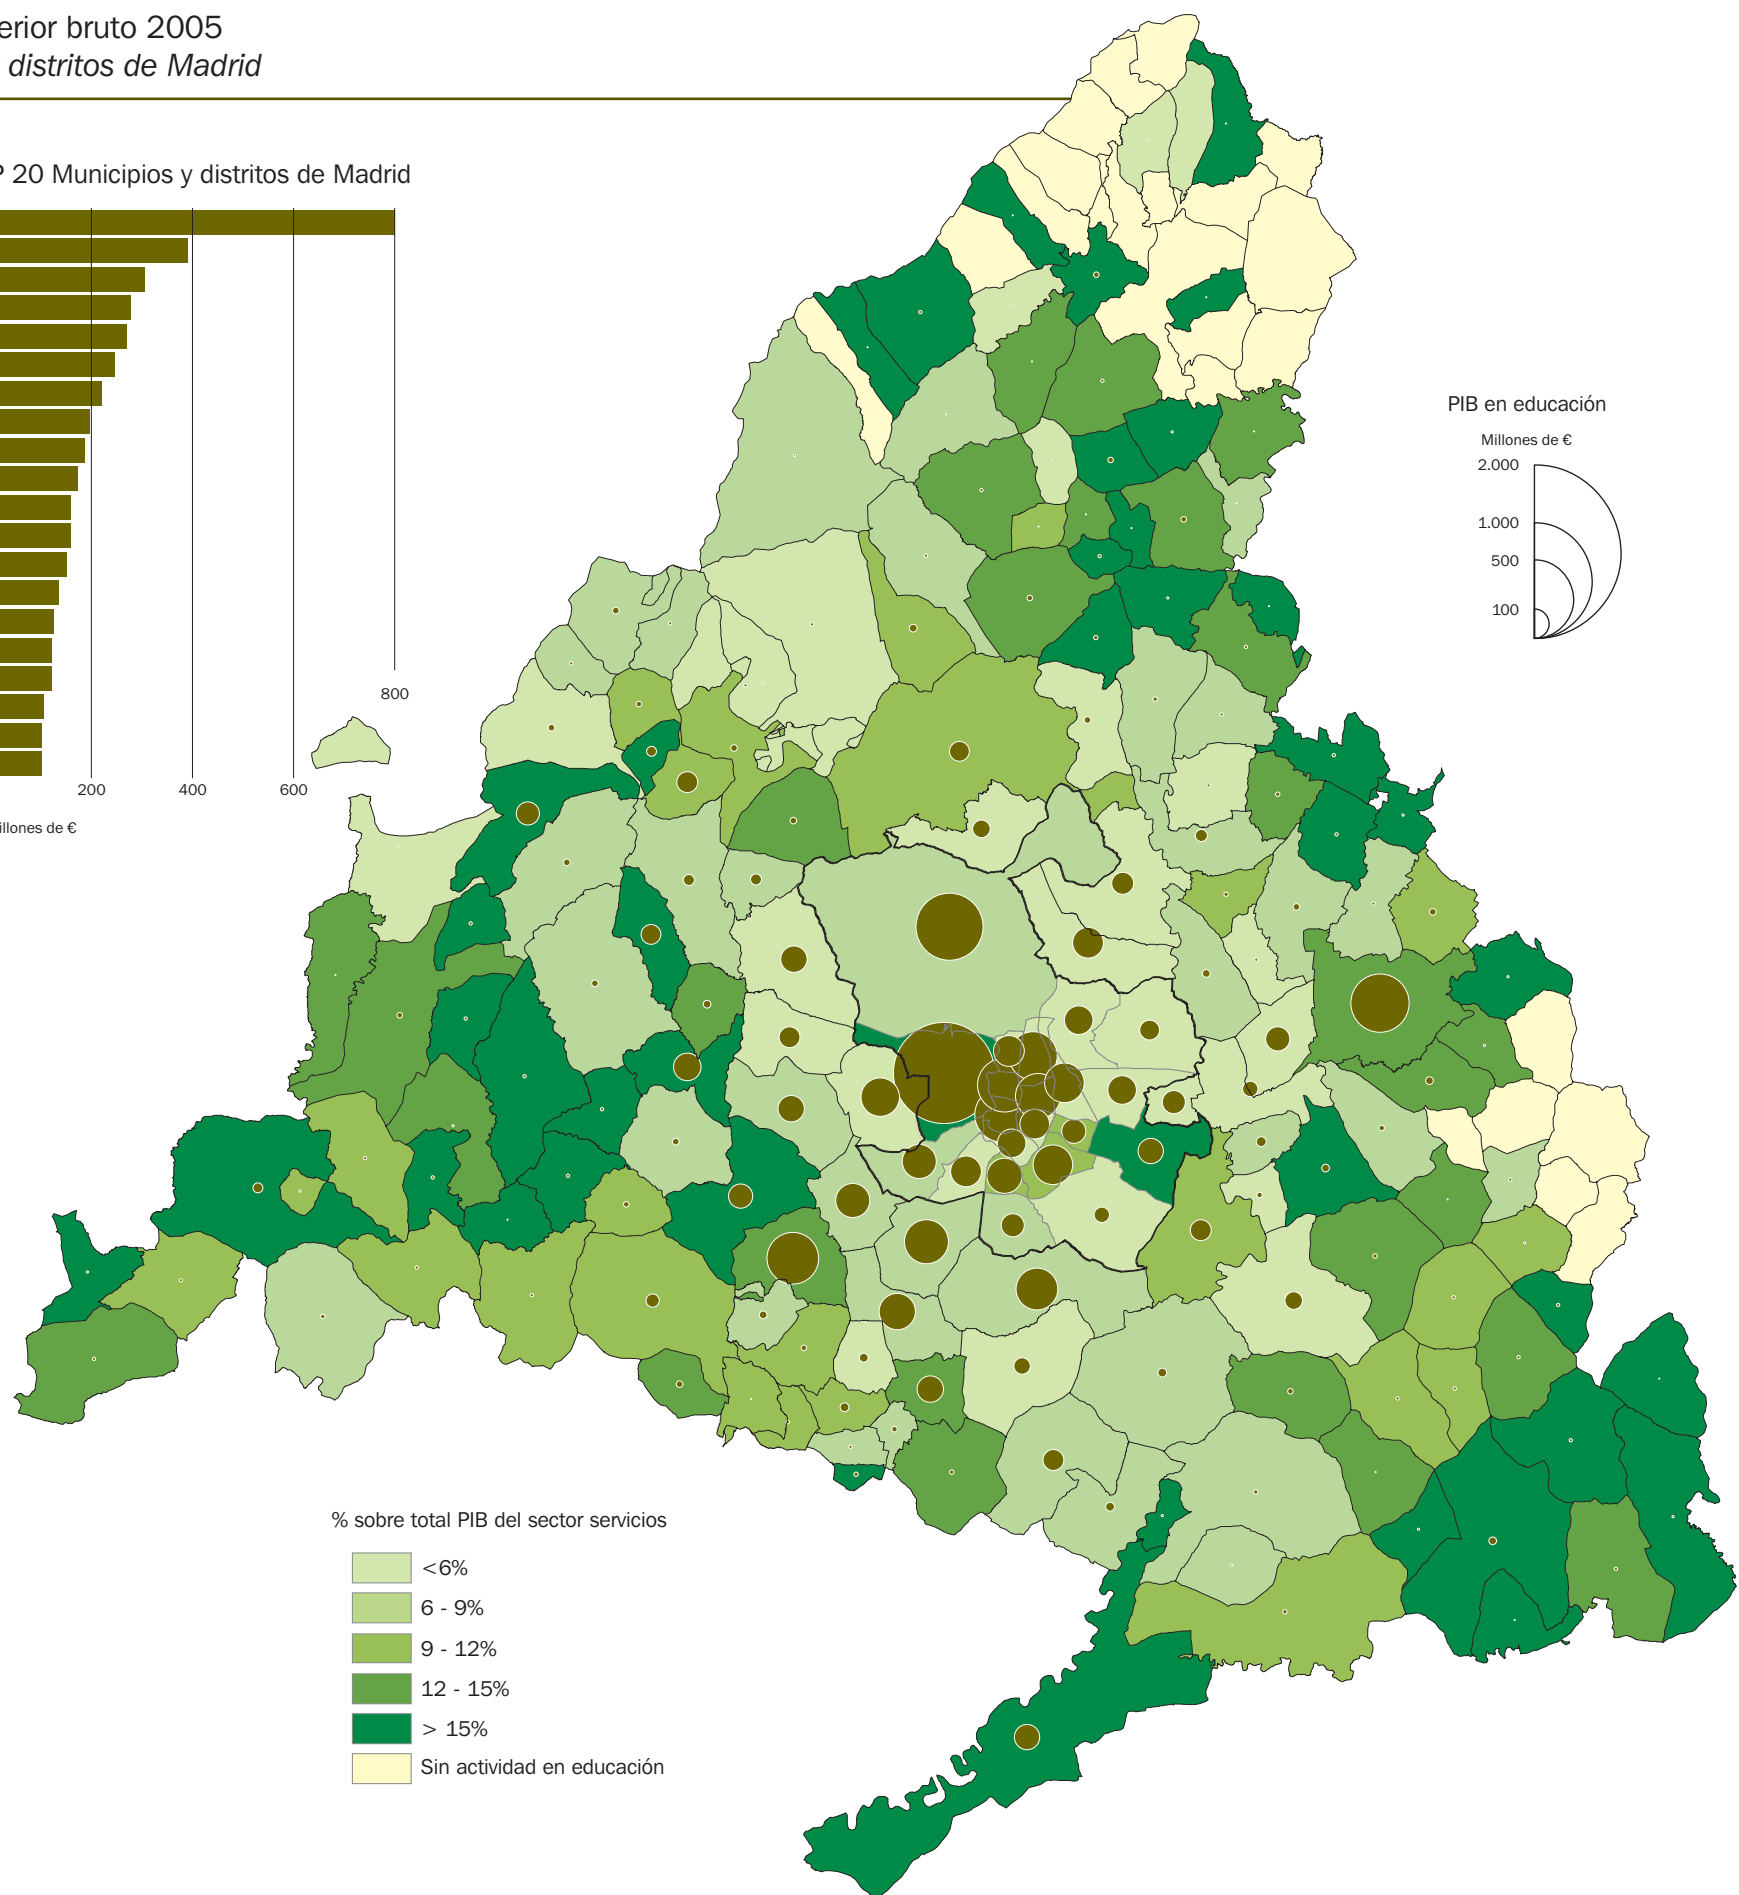 erior bruto 2005
distritos de Madrid
20 Municipios y distritos de Madrid
800
200
400
600
illones de €
PIB en educación
Millones de €
2.000
1.000
500
100
% sobre total PIB del sector servicios
<6%
6 - 9%
9 - 12%
12 - 15%
> 15%
Sin actividad en educación